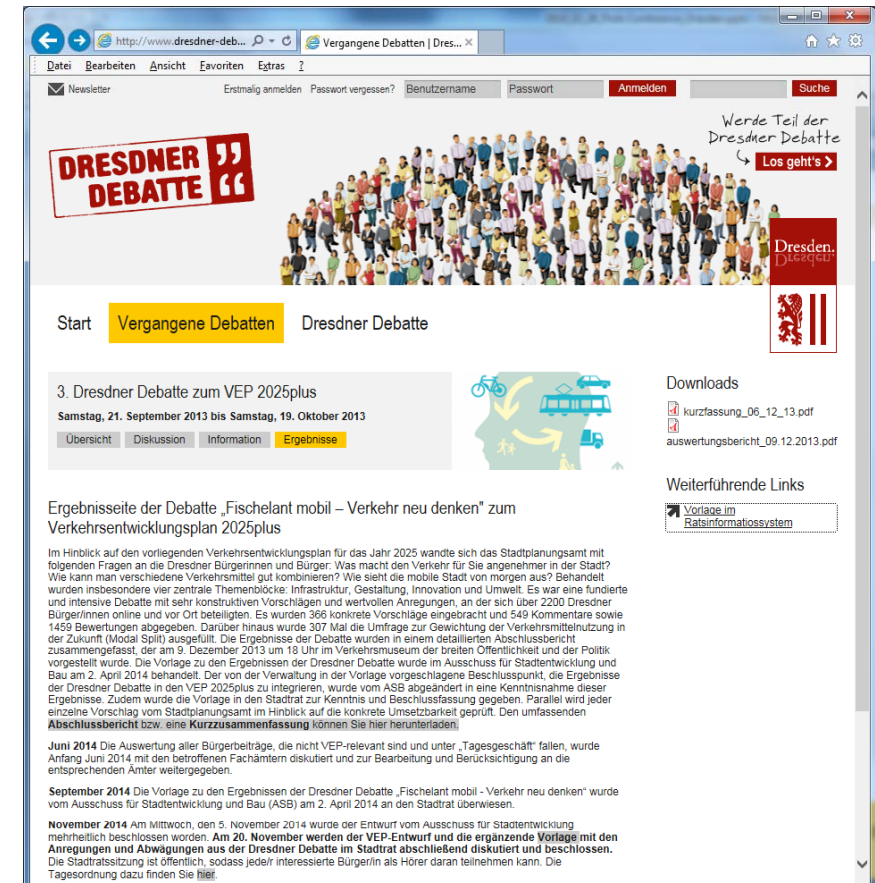 http://www.dresdner-deb...
Vergangene Debatten | Dres...
Datei Bearbeiten Ansicht Favoriten Extras ?
Newsletter Erstmalig anmelden Passwort vergessen? Benutzername Passwort Anmelden Suche
Werde Teil der
Dresdner Debatte
Los geht's
DRESDNER
DEBATTE
Dresden.
Start Vergangene Debatten Dresdner Debatte
3. Dresdner Debatte zum VEP 2025plus
Samstag, 21. September 2013 bis Samstag, 19. Oktober 2013
Übersicht Diskussion Information Ergebnisse
Downloads
kurzfassung_06_12_13.pdf
auswertungsbericht_09.12.2013.pdf
Weiterführende Links
Vorlage im
Ratsinformatiossystem
Ergebnisseite der Debatte „Fischelant mobil – Verkehr neu denken" zum
Verkehrsentwicklungsplan 2025plus
Im Hinblick auf den vorliegenden Verkehrsentwicklungsplan für das Jahr 2025 wandte sich das Stadtplanungsamt mit
folgenden Fragen an die Dresdner Bürgerinnen und Bürger: Was macht den Verkehr für Sie angenehmer in der Stadt?
Wie kann man verschiedene Verkehrsmittel gut kombinieren? Wie sieht die mobile Stadt von morgen aus? Behandelt
wurden insbesondere vier zentrale Themenblöcke: Infrastruktur, Gestaltung, Innovation und Umwelt. Es war eine fundierte
und intensive Debatte mit sehr konstruktiven Vorschlägen und wertvollen Anregungen, an der sich über 2200 Dresdner
Bürger/innen online und vor Ort beteiligten. Es wurden 366 konkrete Vorschläge eingebracht und 549 Kommentare sowie
1459 Bewertungen abgegeben. Darüber hinaus wurde 307 Mal die Umfrage zur Gewichtung der Verkehrsmittelnutzung in
der Zukunft (Modal Split) ausgefüllt. Die Ergebnisse der Debatte wurden in einem detaillierten Abschlussbericht
zusammengefasst, der am 9. Dezember 2013 um 18 Uhr im Verkehrsmuseum der breiten Öffentlichkeit und der Politik
vorgestellt wurde. Die Vorlage zu den Ergebnissen der Dresdner Debatte wurde im Ausschuss für Stadtentwicklung und
Bau am 2. April 2014 behandelt. Der von der Verwaltung in der Vorlage vorgeschlagene Beschlusspunkt, die Ergebnisse
der Dresdner Debatte in den VEP 2025plus zu integrieren, wurde vom ASB abgeändert in eine Kenntnisnahme dieser
Ergebnisse. Zudem wurde die Vorlage in den Stadtrat zur Kenntnis und Beschlussfassung gegeben. Parallel wird jeder
einzelne Vorschlag vom Stadtplanungsamt im Hinblick auf die konkrete Umsetzbarkeit geprüft. Den umfassenden
Abschlussbericht bzw. eine Kurzzusammenfassung können Sie hier herunterladen.
Juni 2014 Die Auswertung aller Bürgerbeiträge, die nicht VEP-relevant sind und unter „Tagesgeschäft" fallen, wurde
Anfang Juni 2014 mit den betroffenen Fachämtern diskutiert und zur Bearbeitung und Berücksichtigung an die
entsprechenden Ämter weitergegeben.
September 2014 Die Vorlage zu den Ergebnissen der Dresdner Debatte „Fischelant mobil - Verkehr neu denken" wurde
vom Ausschuss für Stadtentwicklung und Bau (ASB) am 2. April 2014 an den Stadtrat überwiesen.
November 2014 Am Mittwoch, den 5. November 2014 wurde der Entwurf vom Ausschuss für Stadtentwicklung
mehrheitlich beschlossen worden. Am 20. November werden der VEP-Entwurf und die ergänzende Vorlage mit den
Anregungen und Abwägungen aus der Dresdner Debatte im Stadtrat abschließend diskutiert und beschlossen.
Die Stadtratssitzung ist öffentlich, sodass jede/r interessierte Bürger/in als Hörer daran teilnehmen kann. Die
Tagesordnung dazu finden Sie hier.